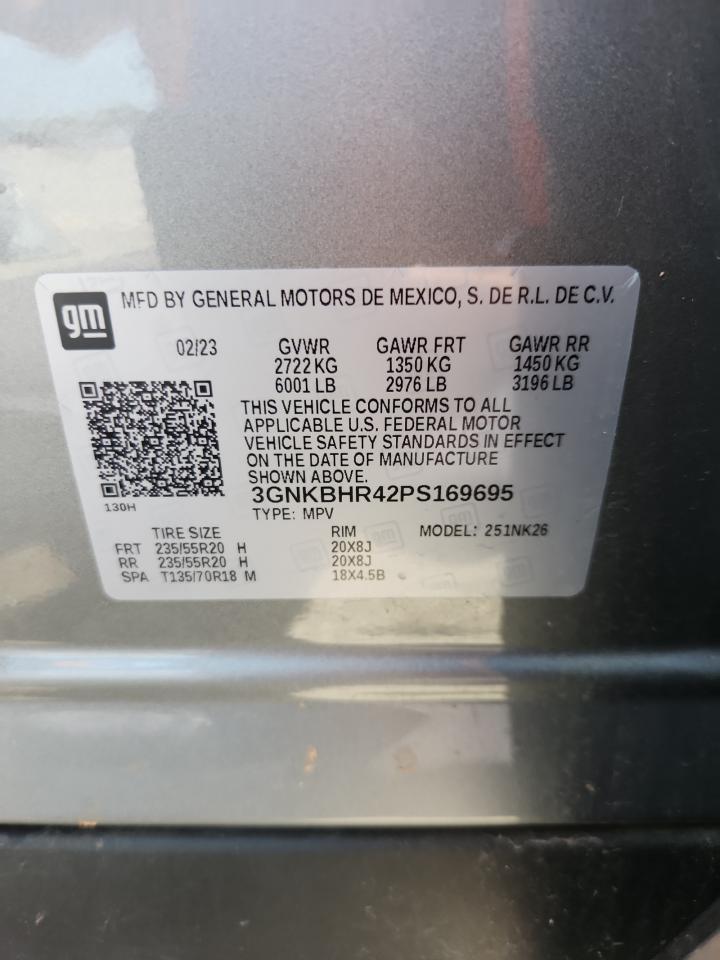 gm MFD BY GENERAL MOTORS DE MEXICO, S. DE R.L. DE C.V.
02/23 GVWR GAWR FRT GAWR RR
2722 KG 1350 KG 1450 KG
6001 LB 2976 LB 3196 LB
THIS VEHICLE CONFORMS TO ALL
APPLICABLE U.S. FEDERAL MOTOR
VEHICLE SAFETY STANDARDS IN EFFECT
ON THE DATE OF MANUFACTURE
SHOWN ABOVE.
3GNKBHR42PS169695
130H
TYPE: MPV
TIRE SIZE RIM MODEL: 251NK26
FRT 235/55R20 H 20X8J
RR 235/55R20 H 20X8J
SPA T135/70R18 M 18X4.5B